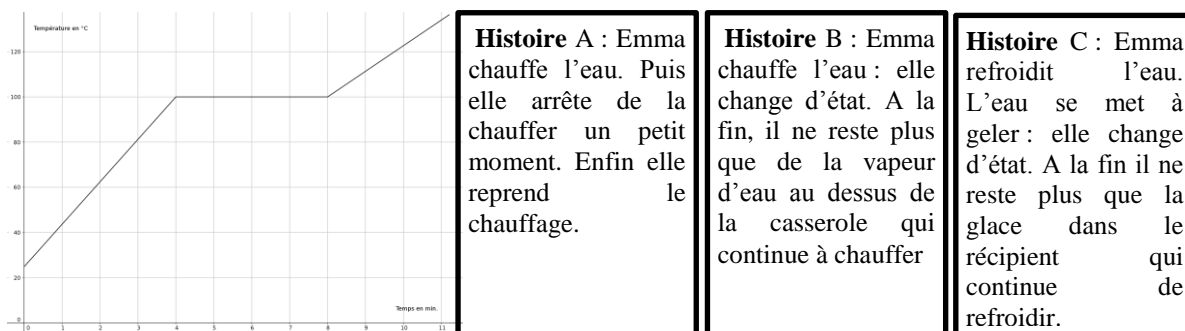 Température en °C
120
100
80
60
40
20
0
0 1 2 3 4 5 6 7 8 9 10 11
Temps en min.
Histoire A : Emma
chauffe l’eau. Puis
elle arrête de la
chauffer un petit
moment. Enfin elle
reprend le
chauffage.
Histoire B : Emma
chauffe l’eau : elle
change d’état. A la
fin, il ne reste plus
que de la vapeur
d’eau au dessus de
la casserole qui
continue à chauffer
Histoire C : Emma
refroidit l’eau.
L’eau se met à
geler : elle change
d’état. A la fin il ne
reste plus que la
glace dans le
récipient qui
continue de
refroidir.